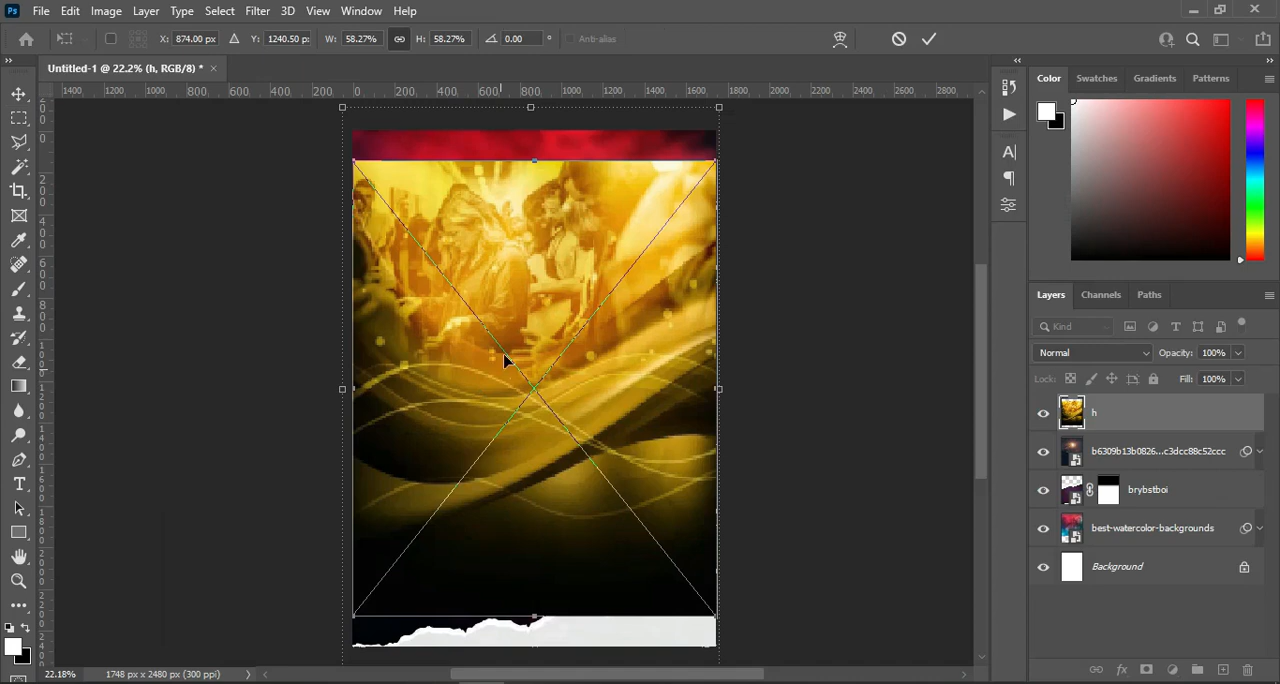 Ps File Edit Image Layer Type Select Filter 3D View Window Help
X: 874.00 px Y: 1240.50 px W: 58.27% H: 58.27% 0.00 ° Anti-alias
Untitled-1 @ 22.2% (h, RGB/8) *
1400 1200 1000 800 600 400 200 0 200 400 600 800 1000 1200 1400 1600 1800 2000 2200 2400 2600 2800
Color Swatches Gradients Patterns
Layers Channels Paths
Kind
Normal Opacity: 100%
Lock: Fill: 100%
h
b6309b13b0826...c3dcc88c52ccc
brybstboi
best-watercolor-backgrounds
Background
22.18% 1748 px x 2480 px (300 ppi)